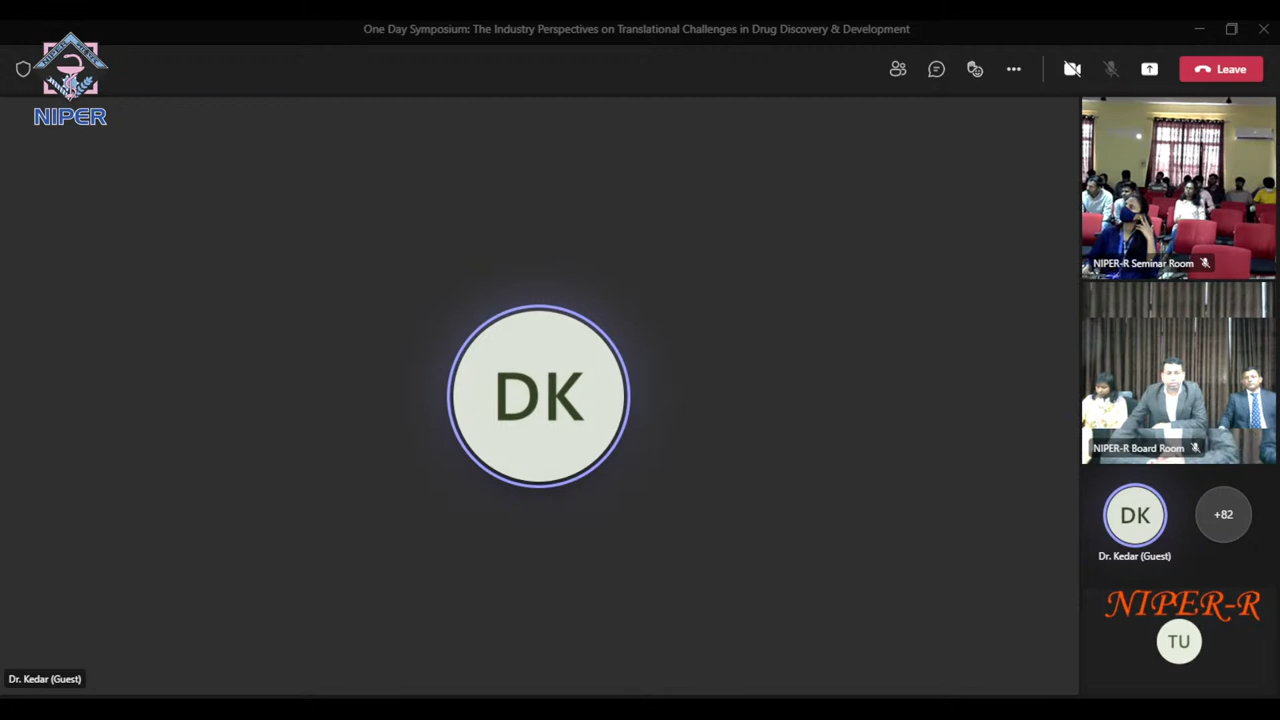 One Day Symposium: The Industry Perspectives on Translational Challenges in Drug Discovery & Development
NIPER
Leave
NIPER-R Seminar Room
NIPER-R Board Room
DK
Dr. Kedar (Guest)
DK
+82
Dr. Kedar (Guest)
NIPER-R
TU